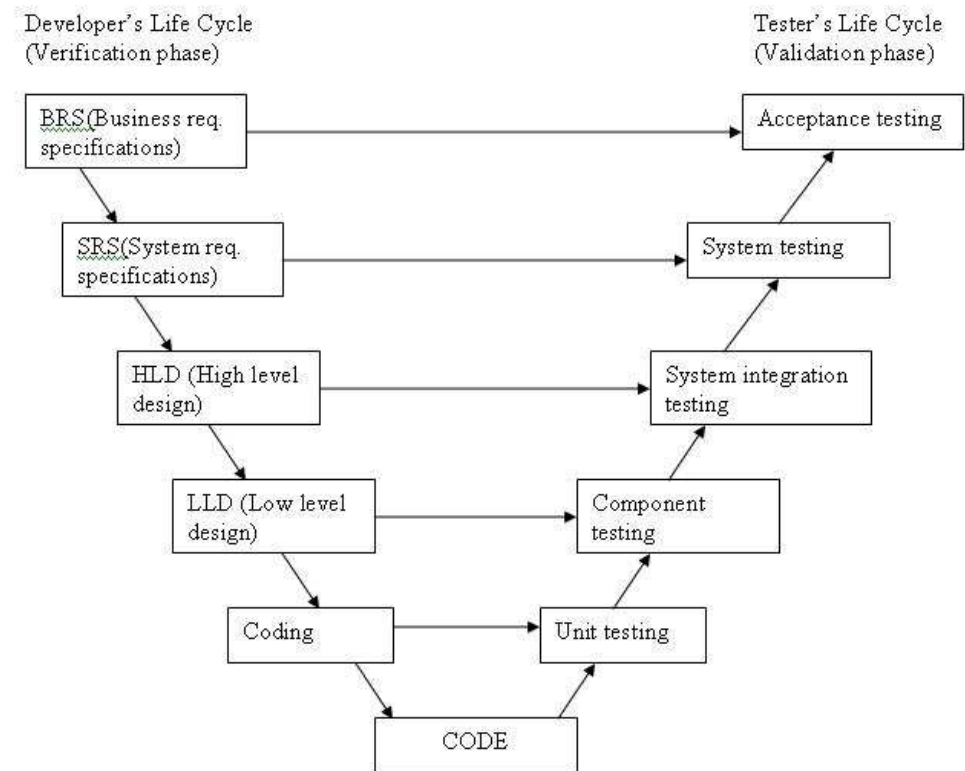 Developer's Life Cycle
(Verification phase)
Tester's Life Cycle
(Validation phase)
BRS(Business req.
specifications)
Acceptance testing
SRS(System req.
specifications)
System testing
HLD (High level
design)
System integration
testing
LLD (Low level
design)
Component
testing
Coding
Unit testing
CODE